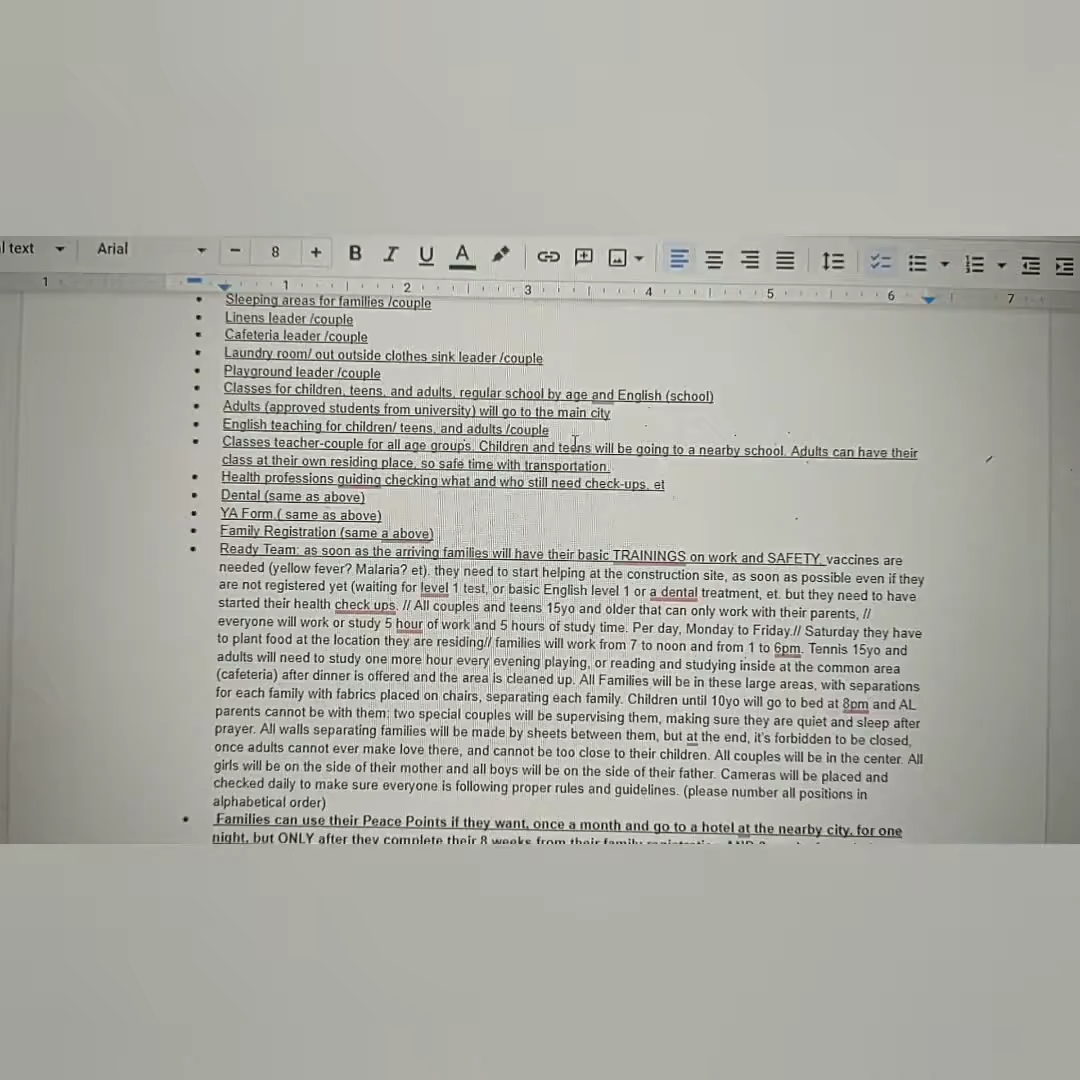 l text
Arial
8
B I U A
1 1 2 3 4 5 6 7
Sleeping areas for families /couple
Linens leader /couple
Cafeteria leader /couple
Laundry room/ out outside clothes sink leader /couple
Playground leader /couple
Classes for children, teens, and adults, regular school by age and English (school)
Adults (approved students from university) will go to the main city
English teaching for children/ teens, and adults /couple
Classes teacher-couple for all age groups. Children and teens will be going to a nearby school. Adults can have their
class at their own residing place, so safe time with transportation.
Health professions guiding checking what and who still need check-ups, et
Dental (same as above)
YA Form,( same as above)
Family Registration (same a above)
Ready Team: as soon as the arriving families will have their basic TRAININGS on work and SAFETY, vaccines are
needed (yellow fever? Malaria? et). they need to start helping at the construction site, as soon as possible even if they
are not registered yet (waiting for level 1 test, or basic English level 1 or a dental treatment, et. but they need to have
started their health check ups. // All couples and teens 15yo and older that can only work with their parents, //
everyone will work or study 5 hour of work and 5 hours of study time. Per day, Monday to Friday.// Saturday they have
to plant food at the location they are residing// families will work from 7 to noon and from 1 to 6pm. Tennis 15yo and
adults will need to study one more hour every evening playing, or reading and studying inside at the common area
(cafeteria) after dinner is offered and the area is cleaned up. All Families will be in these large areas, with separations
for each family with fabrics placed on chairs, separating each family. Children until 10yo will go to bed at 8pm and AL
parents cannot be with them; two special couples will be supervising them, making sure they are quiet and sleep after
prayer. All walls separating families will be made by sheets between them, but at the end, it's forbidden to be closed,
once adults cannot ever make love there, and cannot be too close to their children. All couples will be in the center. All
girls will be on the side of their mother and all boys will be on the side of their father. Cameras will be placed and
checked daily to make sure everyone is following proper rules and guidelines. (please number all positions in
alphabetical order)
Families can use their Peace Points if they want, once a month and go to a hotel at the nearby city, for one
night, but ONLY after they complete their 8 weeks from their family